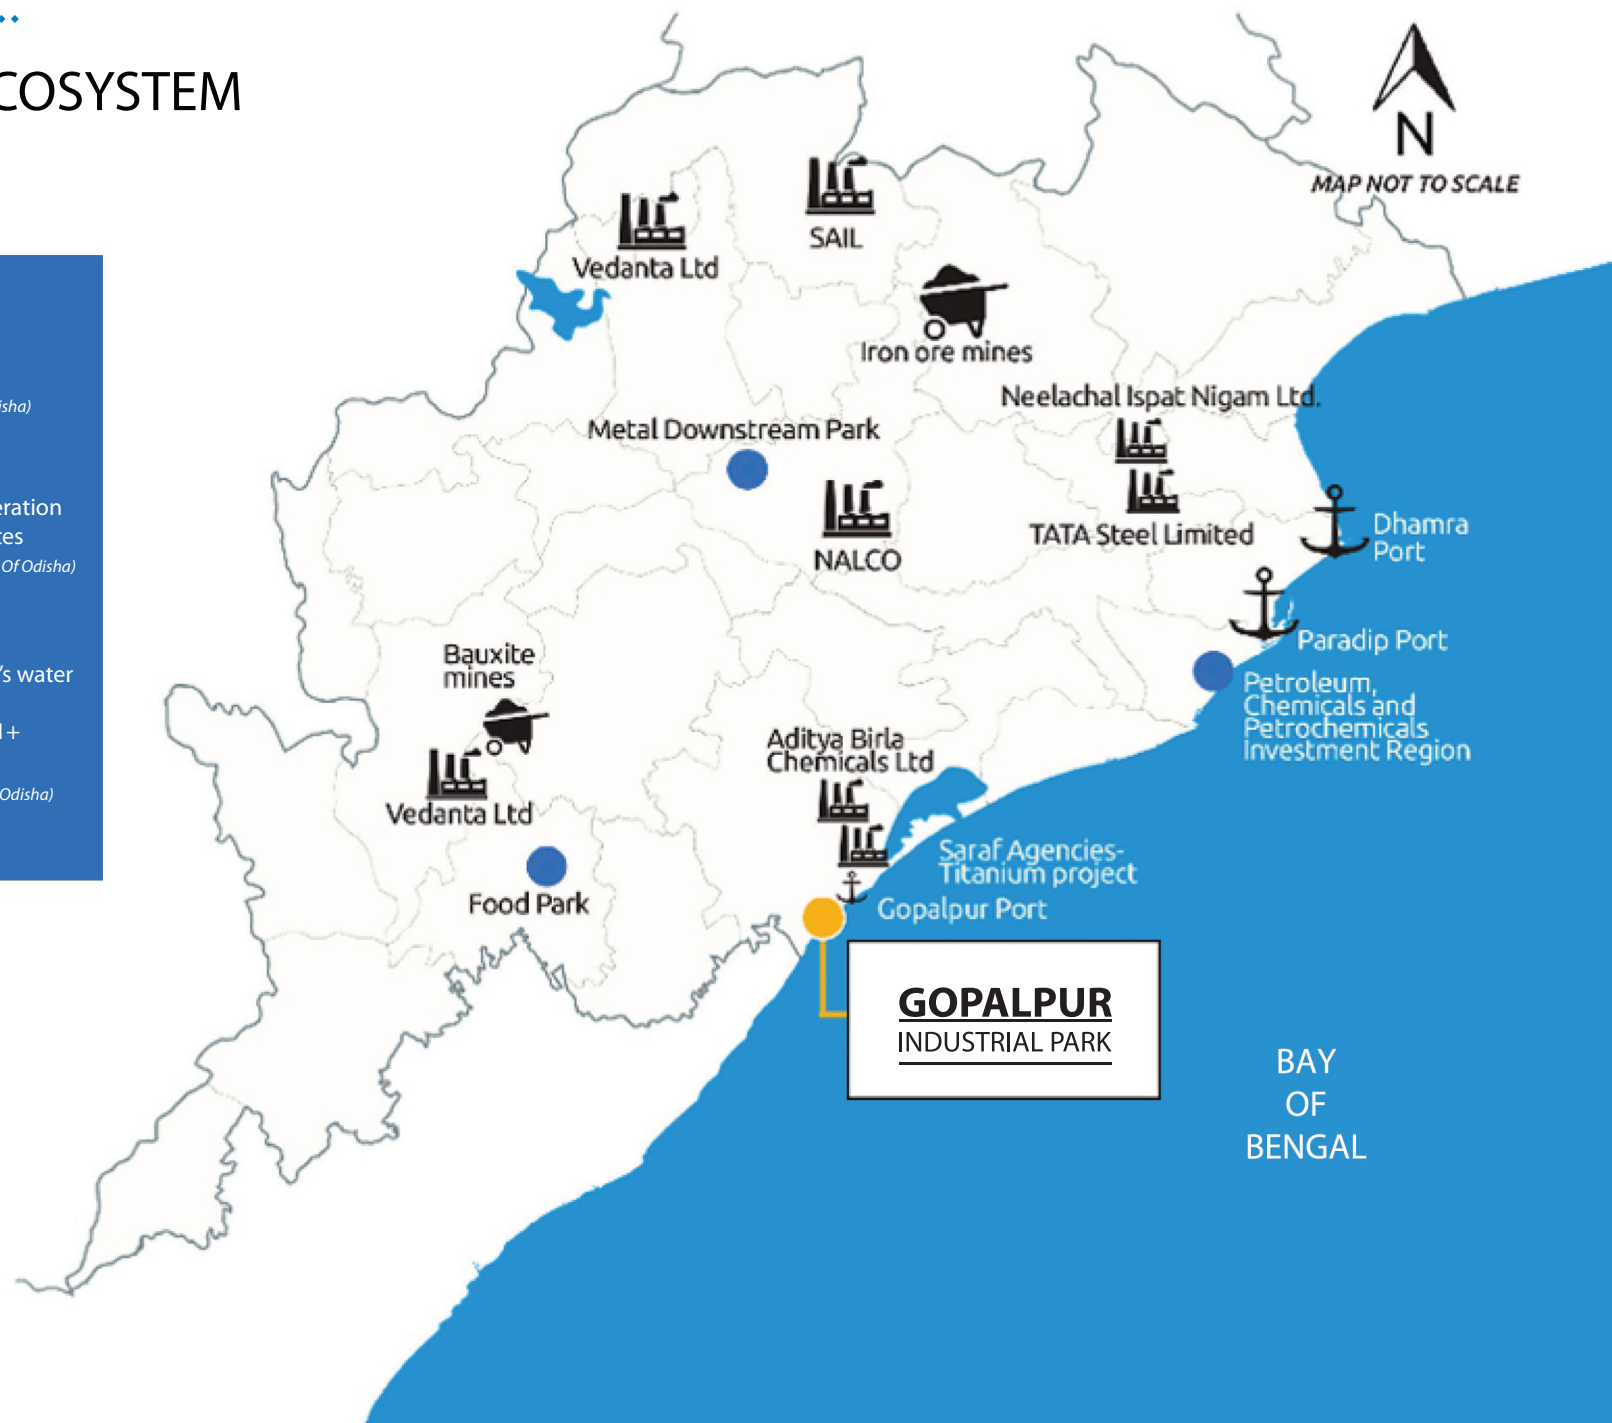 COSYSTEM
N
MAP NOT TO SCALE
SAIL
Vedanta Ltd
Iron ore mines
Neelachal Ispat Nigam Ltd.
Metal Downstream Park
TATA Steel Limited
NALCO
Dhamra
Port
Paradip Port
Petroleum,
Chemicals and
Petrochemicals
Investment Region
Bauxite
mines
Vedanta Ltd
Aditya Birla
Chemicals Ltd
Food Park
Saraf Agencies-
Titanium project
Gopalpur Port
GOPALPUR
INDUSTRIAL PARK
BAY
OF
BENGAL
isha)
eration
tes
Of Odisha)
's water
+
Odisha)